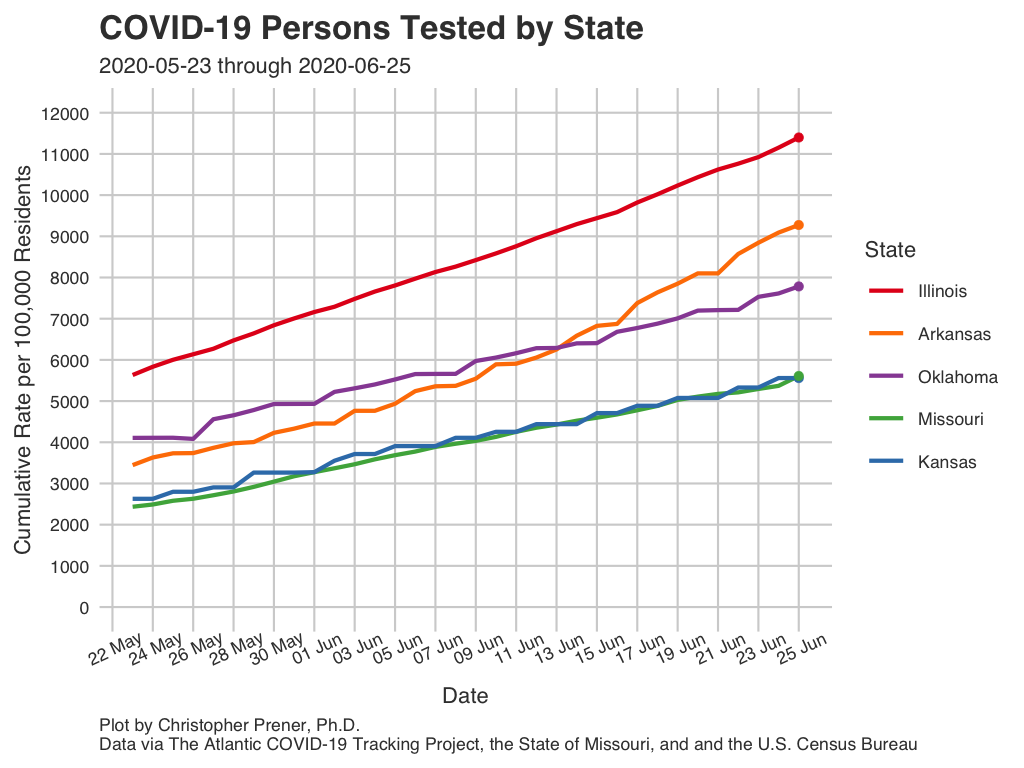 COVID-19 Persons Tested by State
2020-05-23 through 2020-06-25
Cumulative Rate per 100,000 Residents
12000
11000
10000
9000
8000
7000
6000
5000
4000
3000
2000
1000
0
22 May
24 May
26 May
28 May
30 May
01 Jun
03 Jun
05 Jun
07 Jun
09 Jun
11 Jun
13 Jun
15 Jun
17 Jun
19 Jun
21 Jun
23 Jun
25 Jun
Date
State
Illinois
Arkansas
Oklahoma
Missouri
Kansas
Plot by Christopher Prener, Ph.D.
Data via The Atlantic COVID-19 Tracking Project, the State of Missouri, and and the U.S. Census Bureau